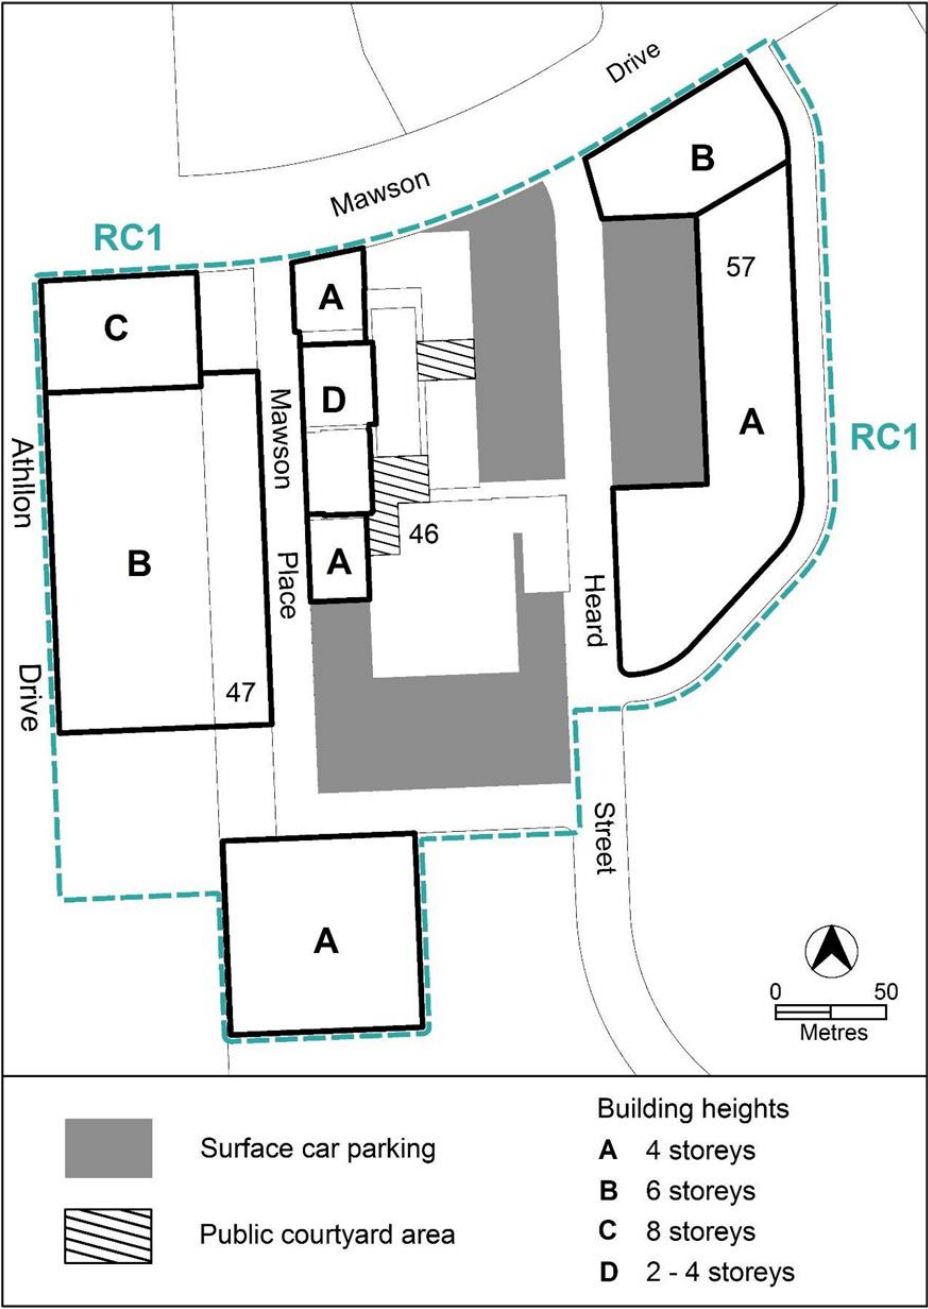 Drive
Mawson
RC1
B
57
A
C
D
Mawson
A
RC1
Athllon
B
46
A
Place
Heard
47
Drive
Street
A
0 50
Metres
Surface car parking
Public courtyard area
Building heights
A 4 storeys
B 6 storeys
C 8 storeys
D 2 - 4 storeys